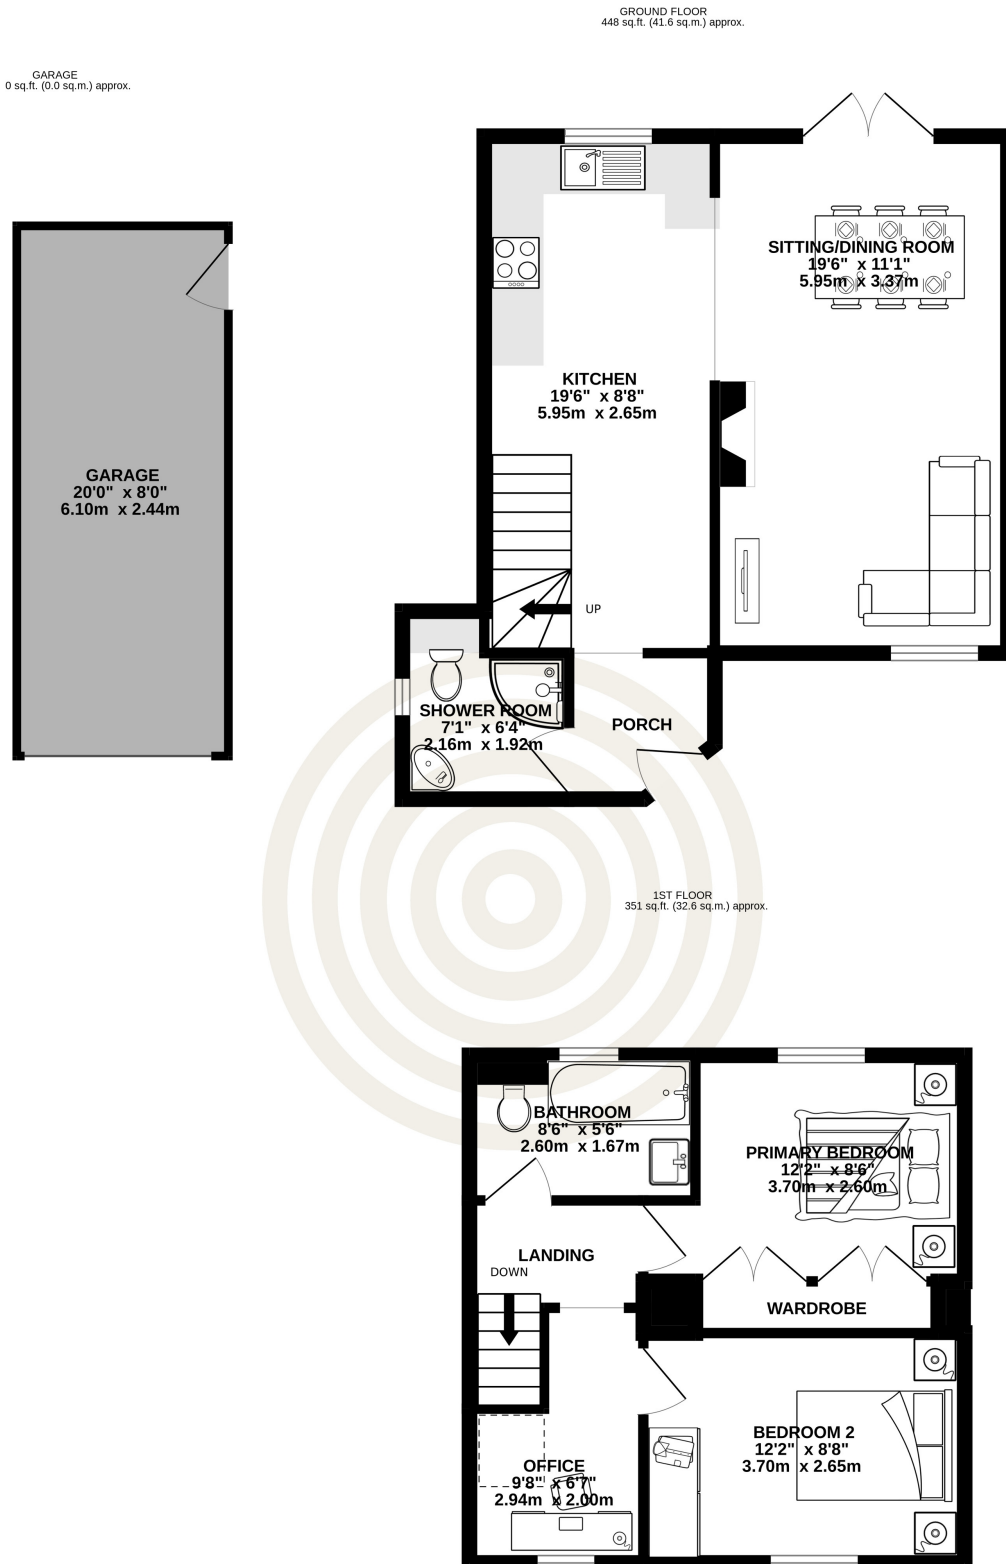 GROUND FLOOR
448 sq.ft. (41.6 sq.m.) approx.
GARAGE
0 sq.ft. (0.0 sq.m.) approx.
SITTING/DINING ROOM
19'6" x 11'1"
5.95m x 3.37m
KITCHEN
19'6" x 8'8"
5.95m x 2.65m
GARAGE
20'0" x 8'0"
6.10m x 2.44m
UP
SHOWER ROOM
7'1" x 6'4"
2.16m x 1.92m
PORCH
1ST FLOOR
351 sq.ft. (32.6 sq.m.) approx.
BATHROOM
8'6" x 5'6"
2.60m x 1.67m
PRIMARY BEDROOM
12'2" x 8'6"
3.70m x 2.60m
LANDING
DOWN
WARDROBE
BEDROOM 2
12'2" x 8'8"
3.70m x 2.65m
OFFICE
9'8" x 6'7"
2.94m x 2.00m